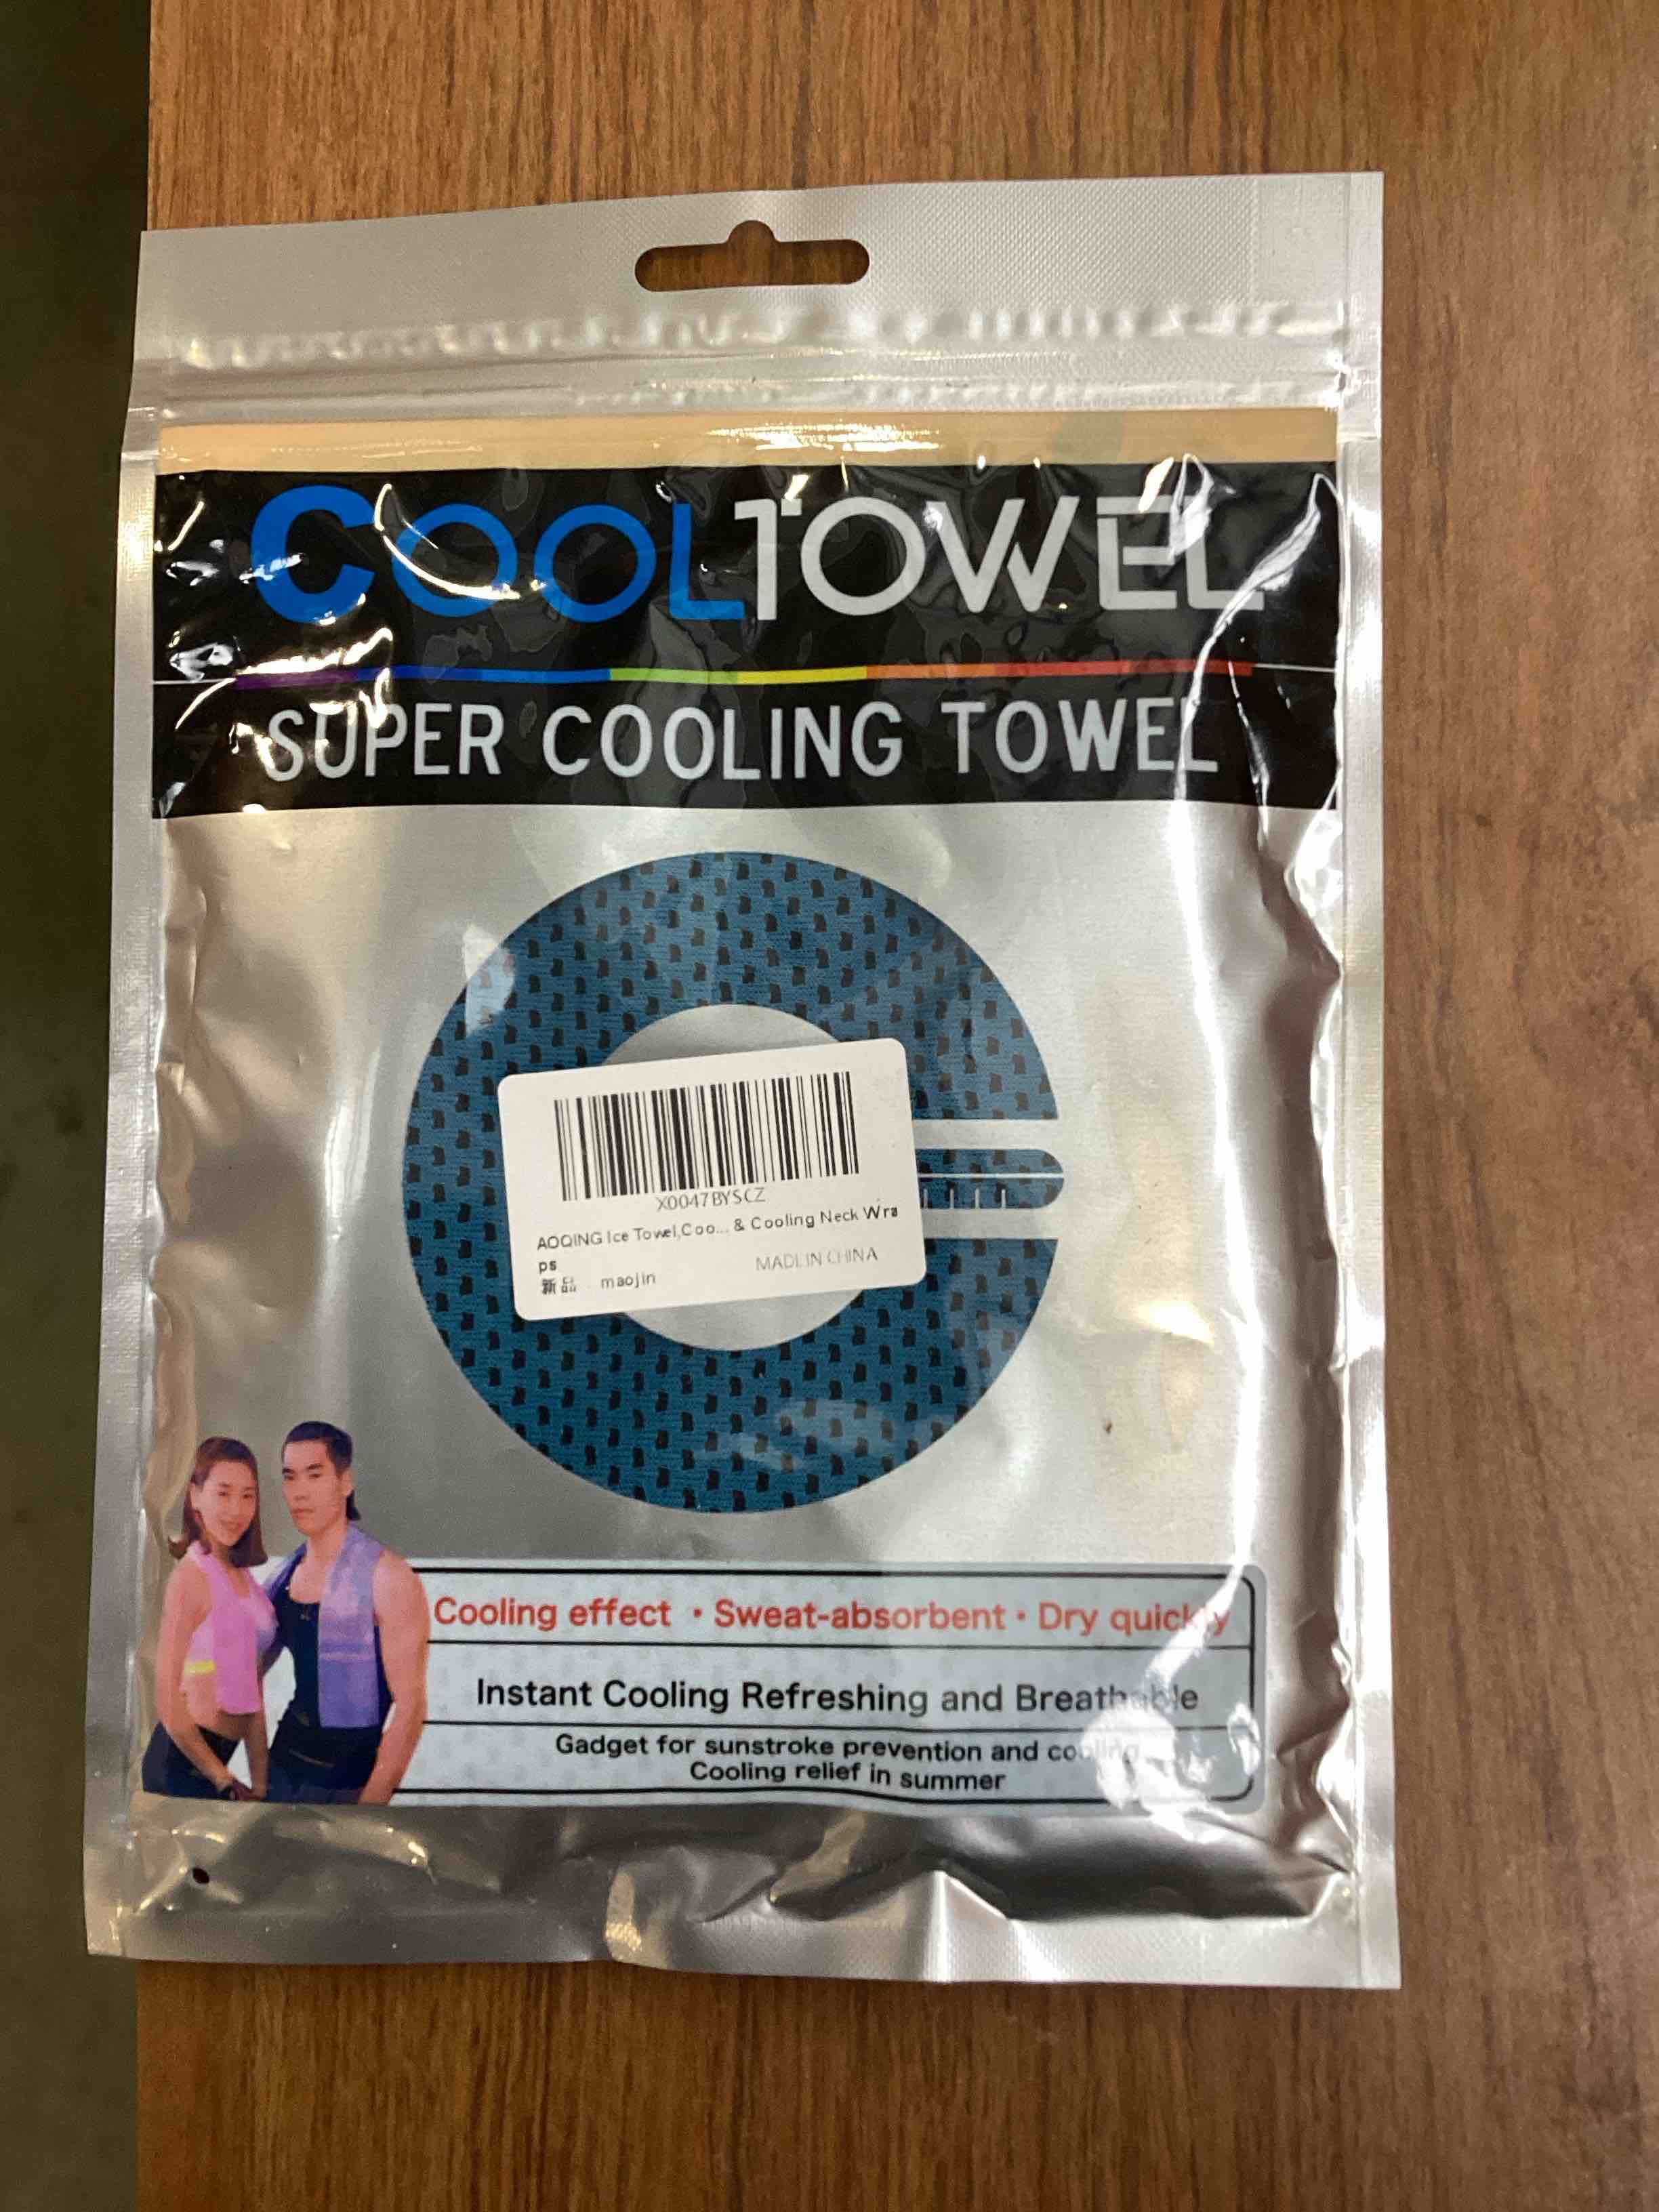 COOLTOWEL
SUPER COOLING TOWEL
X0047BYSCZ
AOQING Ice Towel,Coo... & Cooling Neck Wra
ps
MADE IN CHINA
新品 maojin
Cooling effect · Sweat-absorbent · Dry quickly
Instant Cooling Refreshing and Breathable
Gadget for sunstroke prevention and cooling
Cooling relief in summer